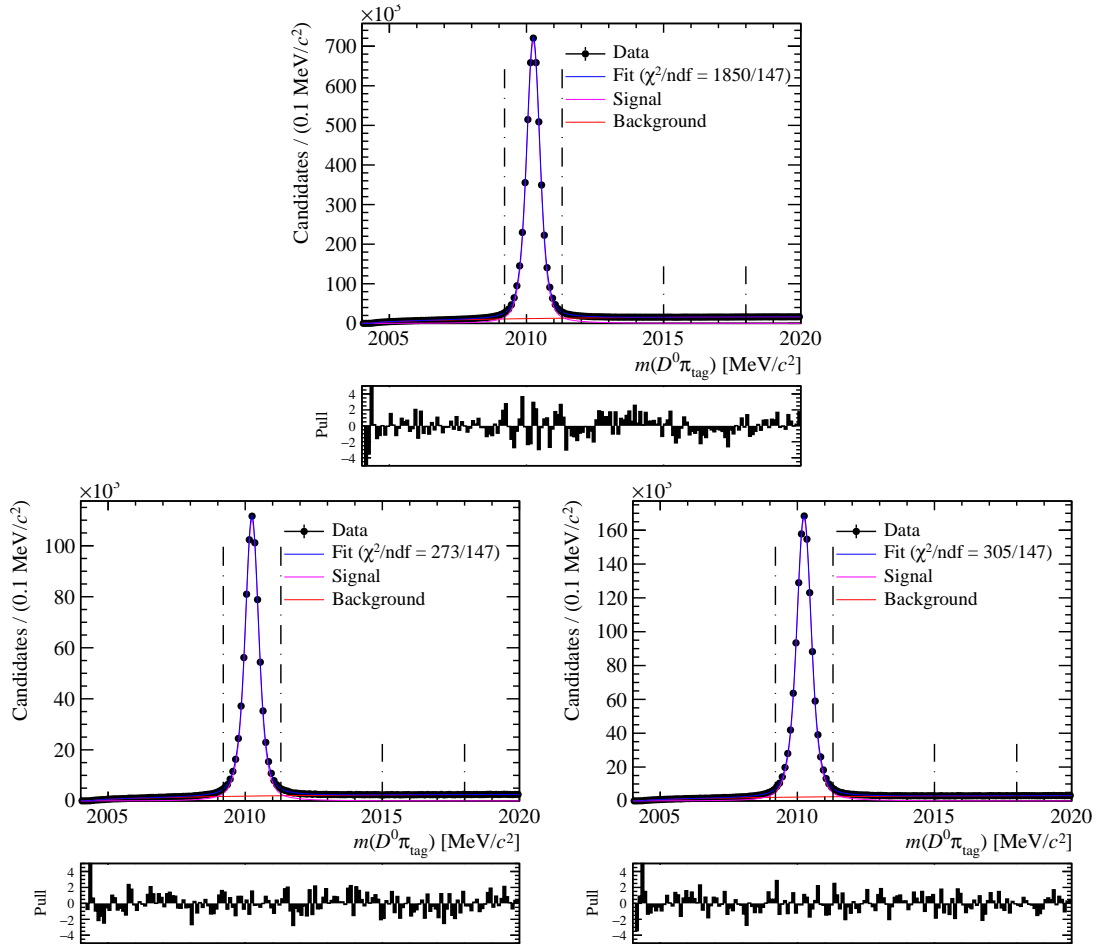 ×10³
Candidates / (0.1 MeV/c²)
700
600
500
400
300
200
100
0
Data
Fit (χ²/ndf = 1850/147)
Signal
Background
2005 2010 2015 2020
m(D⁰π_tag) [MeV/c²]
Pull
4
2
0
−2
−4
×10³
Candidates / (0.1 MeV/c²)
100
80
60
40
20
0
Data
Fit (χ²/ndf = 273/147)
Signal
Background
2005 2010 2015 2020
m(D⁰π_tag) [MeV/c²]
Pull
4
2
0
−2
−4
×10³
Candidates / (0.1 MeV/c²)
160
140
120
100
80
60
40
20
0
Data
Fit (χ²/ndf = 305/147)
Signal
Background
2005 2010 2015 2020
m(D⁰π_tag) [MeV/c²]
Pull
4
2
0
−2
−4